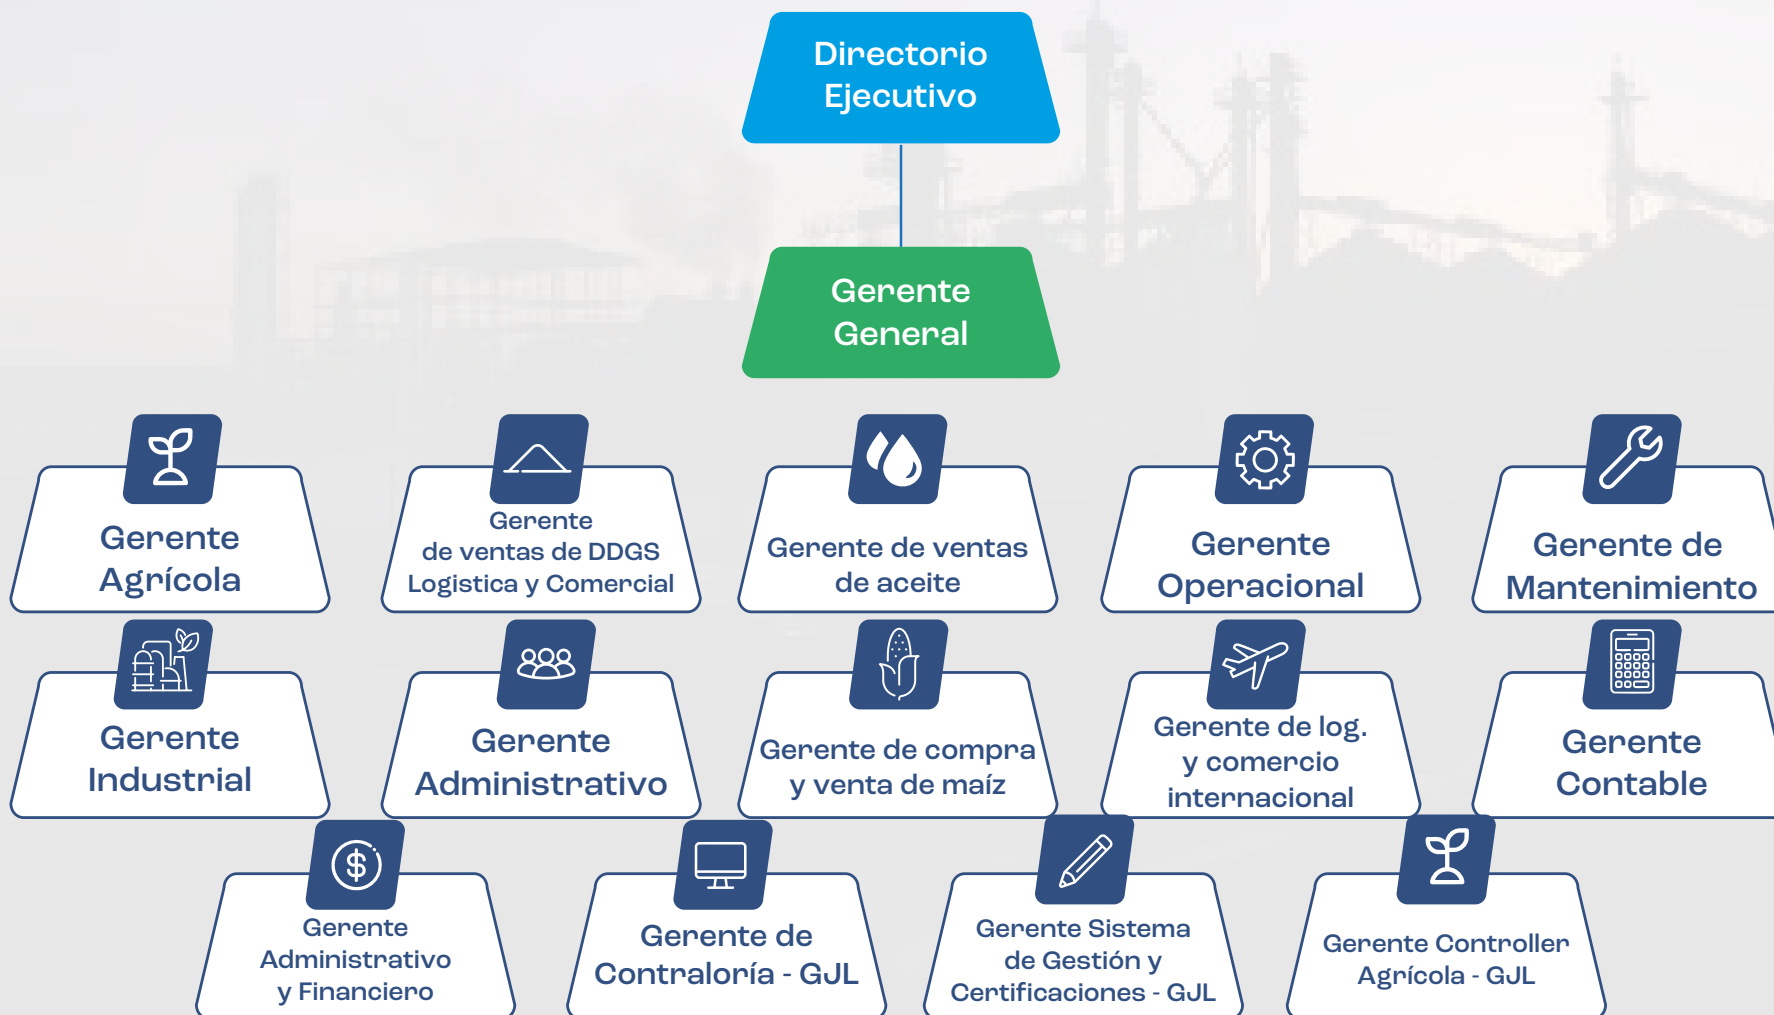 Directorio
Ejecutivo
Gerente
General
Gerente
Agrícola
Gerente
de ventas de DDGS
Logistica y Comercial
Gerente de ventas
de aceite
Gerente
Operacional
Gerente de
Mantenimiento
Gerente
Industrial
Gerente
Administrativo
Gerente de compra
y venta de maíz
Gerente de log.
y comercio
internacional
Gerente
Contable
Gerente
Administrativo
y Financiero
Gerente de
Contraloría - GJL
Gerente Sistema
de Gestión y
Certificaciones - GJL
Gerente Controller
Agrícola - GJL